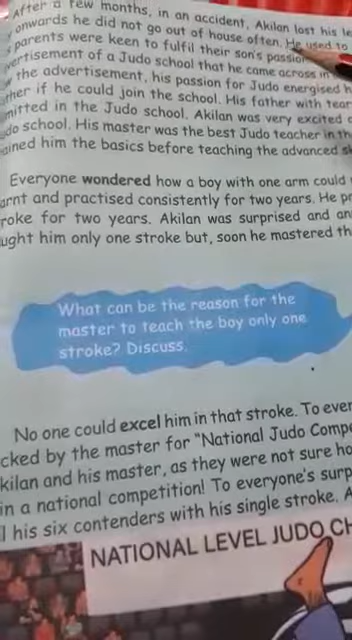 After a few months, in an accident, Akilan lost his le
onwards he did not go out of house often. He used to
parents were keen to fulfil their son's passion
ertisement of a Judo school that he came across in
the advertisement, his passion for Judo energised h
ther if he could join the school. His father with tear
mitted in the Judo school. Akilan was very excited
do school. His master was the best Judo teacher in th
ained him the basics before teaching the advanced s
Everyone wondered how a boy with one arm could
arnt and practised consistently for two years. He pr
roke for two years. Akilan was surprised and an
ught him only one stroke but, soon he mastered th
What can be the reason for the
master to teach the boy only one
stroke? Discuss.
No one could excel him in that stroke. To ever
cked by the master for "National Judo Compe
kilan and his master, as they were not sure ho
in a national competition! To everyone's surp
l his six contenders with his single stroke. A
NATIONAL LEVEL JUDO CH